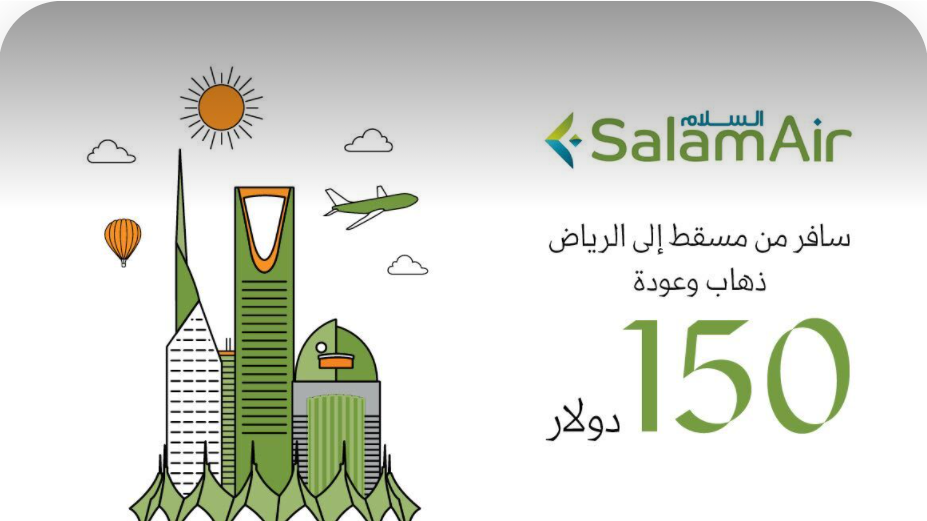 السلام
SalamAir
سافر من مسقط إلى الرياض
ذهاب وعودة
150 دولار